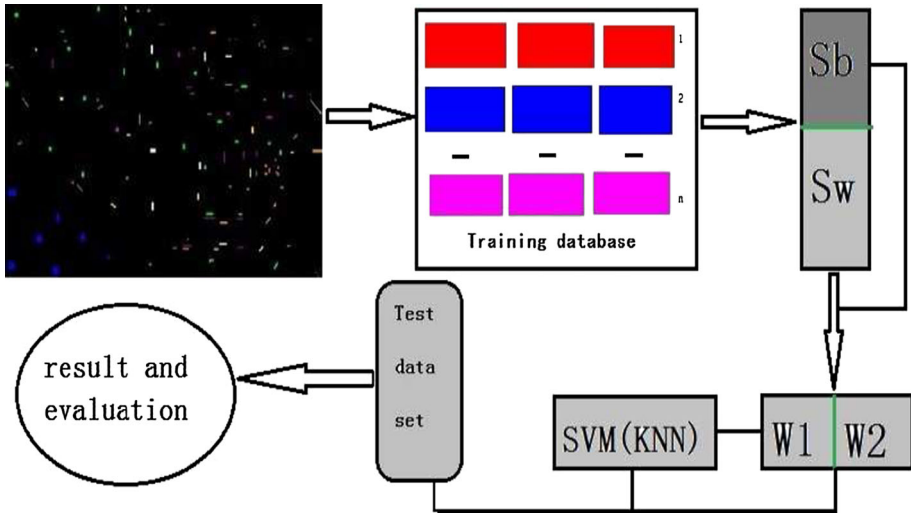 1
2
n
Training database
Sb
Sw
Test
data
set
result and
evaluation
SVM(KNN)
W1
W2